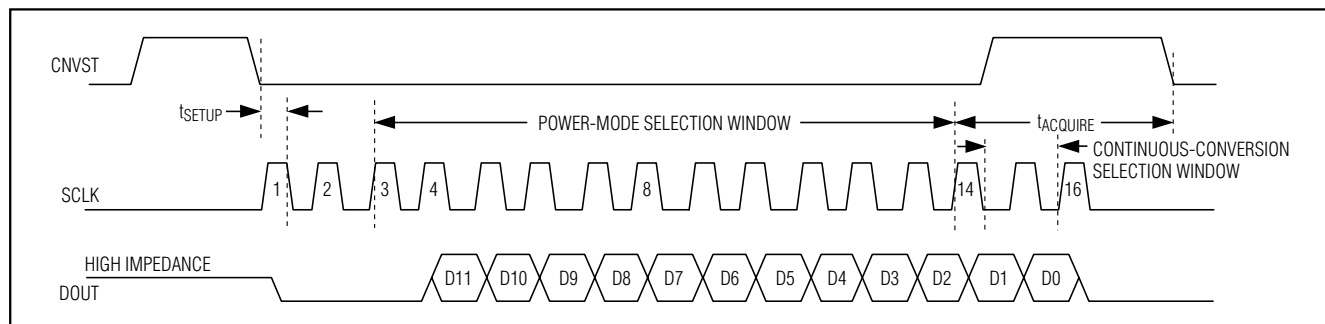 CNVST
tSETUP
POWER-MODE SELECTION WINDOW
tACQUIRE
CONTINUOUS-CONVERSION
SELECTION WINDOW
SCLK
1 2 3 4 8 14 16
HIGH IMPEDANCE
DOUT
D11 D10 D9 D8 D7 D6 D5 D4 D3 D2 D1 D0